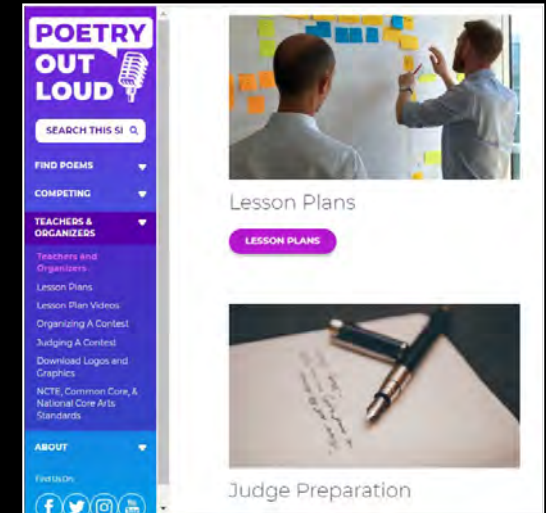 POETRY
OUT
LOUD
SEARCH THIS SI
FIND POEMS
COMPETING
TEACHERS &
ORGANIZERS
Teachers and
Organizers
Lesson Plans
Lesson Plan Videos
Organizing A Contest
Judging A Contest
Download Logos and
Graphics
NCTE, Common Core, &
National Core Arts
Standards
ABOUT
Find Us On:
Lesson Plans
LESSON PLANS
Judge Preparation